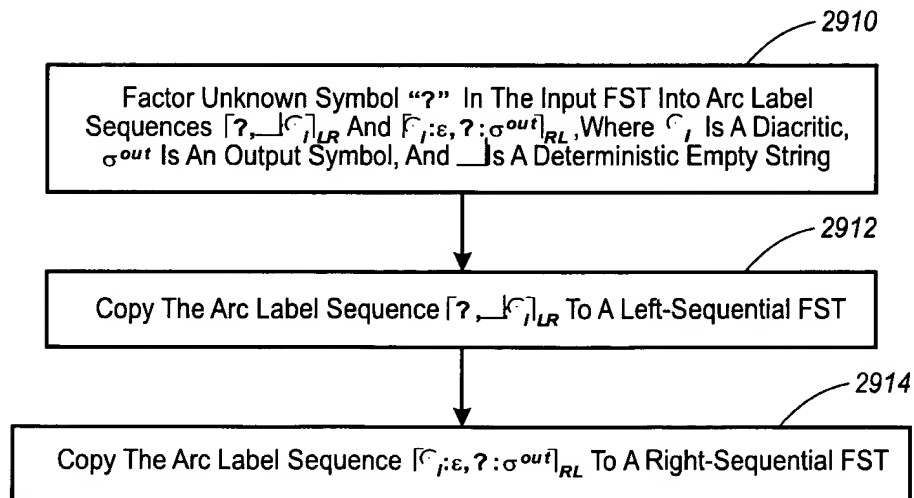 2910
Factor Unknown Symbol “?” In The Input FST Into Arc Label
Sequences ⌈?,⎯⌋◜i⌉LR And ⌈◜i:ε,?:σout⌉RL,Where ◜i Is A Diacritic,
σout Is An Output Symbol, And ⎯⌋Is A Deterministic Empty String
2912
Copy The Arc Label Sequence ⌈?,⎯⌋◜i⌉LR To A Left-Sequential FST
2914
Copy The Arc Label Sequence ⌈◜i:ε,?:σout⌉RL To A Right-Sequential FST